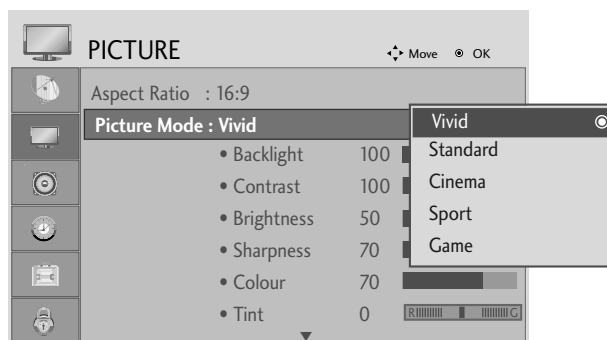 PICTURE
Move OK
Aspect Ratio : 16:9
Picture Mode : Vivid
• Backlight 100
• Contrast 100
• Brightness 50
• Sharpness 70
• Colour 70
• Tint 0 R G
Vivid
Standard
Cinema
Sport
Game